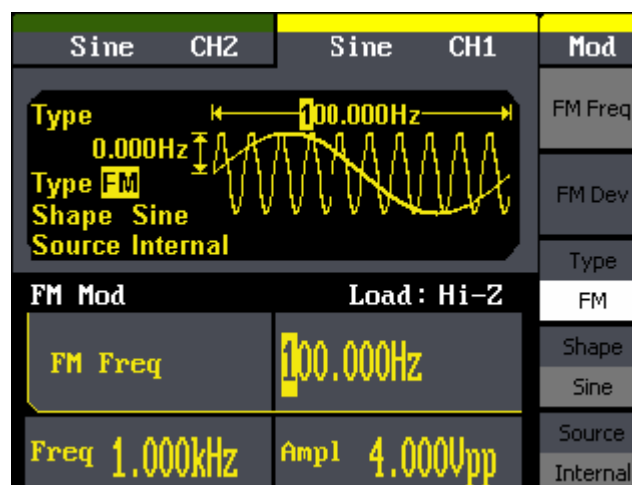 Sine CH2 Sine CH1 Mod
Type 100.000Hz
0.000Hz
Type FM
Shape Sine
Source Internal
FM Mod Load: Hi-Z
FM Freq 100.000Hz
Freq 1.000kHz Ampl 4.000Vpp
FM Freq
FM Dev
Type
FM
Shape
Sine
Source
Internal